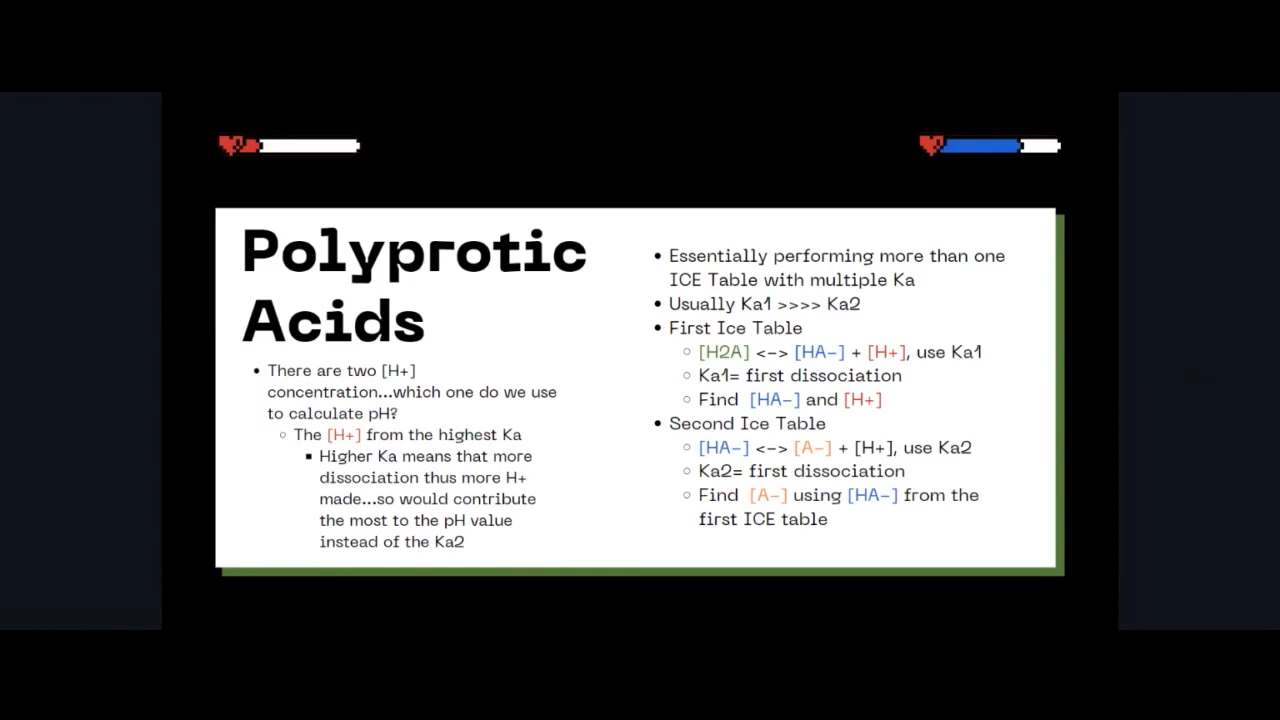 Polyprotic
Acids
• There are two [H+]
concentration...which one do we use
to calculate pH?
○ The [H+] from the highest Ka
▪ Higher Ka means that more
dissociation thus more H+
made...so would contribute
the most to the pH value
instead of the Ka2
• Essentially performing more than one
ICE Table with multiple Ka
• Usually Ka1 >>>> Ka2
• First Ice Table
○ [H2A] <-> [HA-] + [H+], use Ka1
○ Ka1= first dissociation
○ Find [HA-] and [H+]
• Second Ice Table
○ [HA-] <-> [A-] + [H+], use Ka2
○ Ka2= first dissociation
○ Find [A-] using [HA-] from the
first ICE table